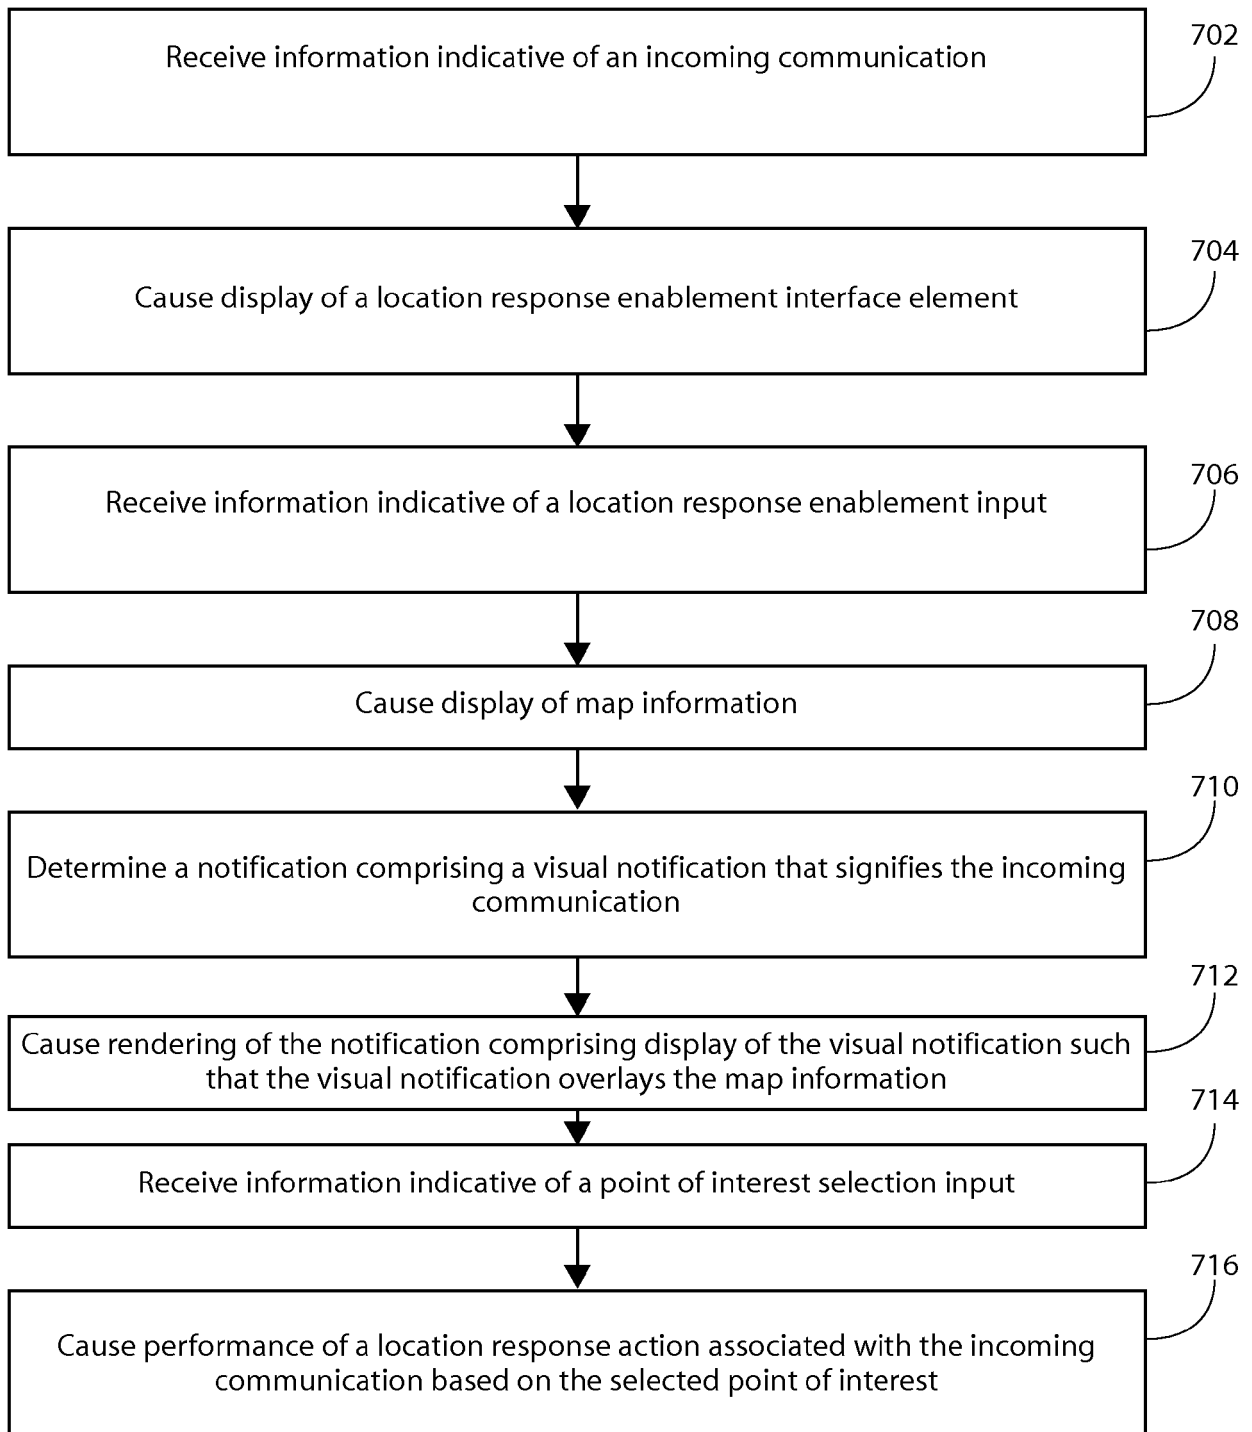 Receive information indicative of an incoming communication
702
Cause display of a location response enablement interface element
704
Receive information indicative of a location response enablement input
706
Cause display of map information
708
Determine a notification comprising a visual notification that signifies the incoming
communication
710
Cause rendering of the notification comprising display of the visual notification such
that the visual notification overlays the map information
712
Receive information indicative of a point of interest selection input
714
Cause performance of a location response action associated with the incoming
communication based on the selected point of interest
716